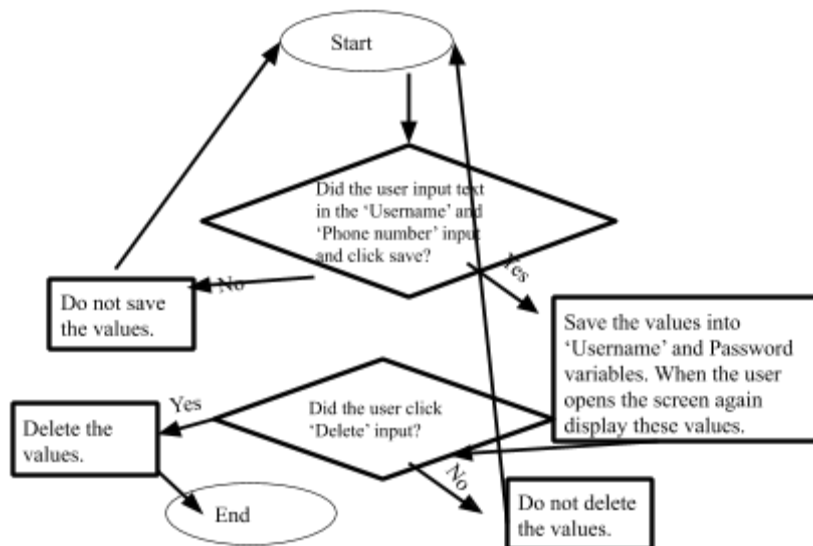 Start
Did the user input text
in the ‘Username’ and
‘Phone number’ input
and click save?
No
Yes
Do not save
the values.
Save the values into
‘Username’ and Password
variables. When the user
opens the screen again
display these values.
Did the user click
‘Delete’ input?
Yes
No
Delete the
values.
Do not delete
the values.
End